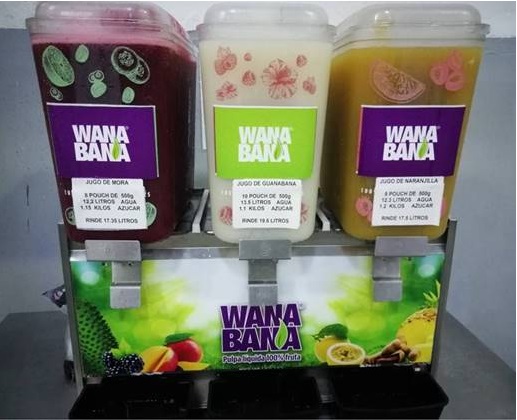 WANA
BANA
JUGO DE MORA
8 POUCH DE 500g
12.2 LITROS AGUA
1.15 KILOS AZUCAR
RINDE 17.35 LITROS
WANA
BANA
JUGO DE GUANABANA
10 POUCH DE 500g
13.5 LITROS AGUA
1.1 KILOS AZUCAR
RINDE 19.6 LITROS
WANA
BANA
JUGO DE NARANJILLA
8 POUCH DE 500g
12.3 LITROS AGUA
1.2 KILOS AZUCAR
RINDE 17.5 LITROS
WANA
BANA
Pulpa líquida 100% fruta